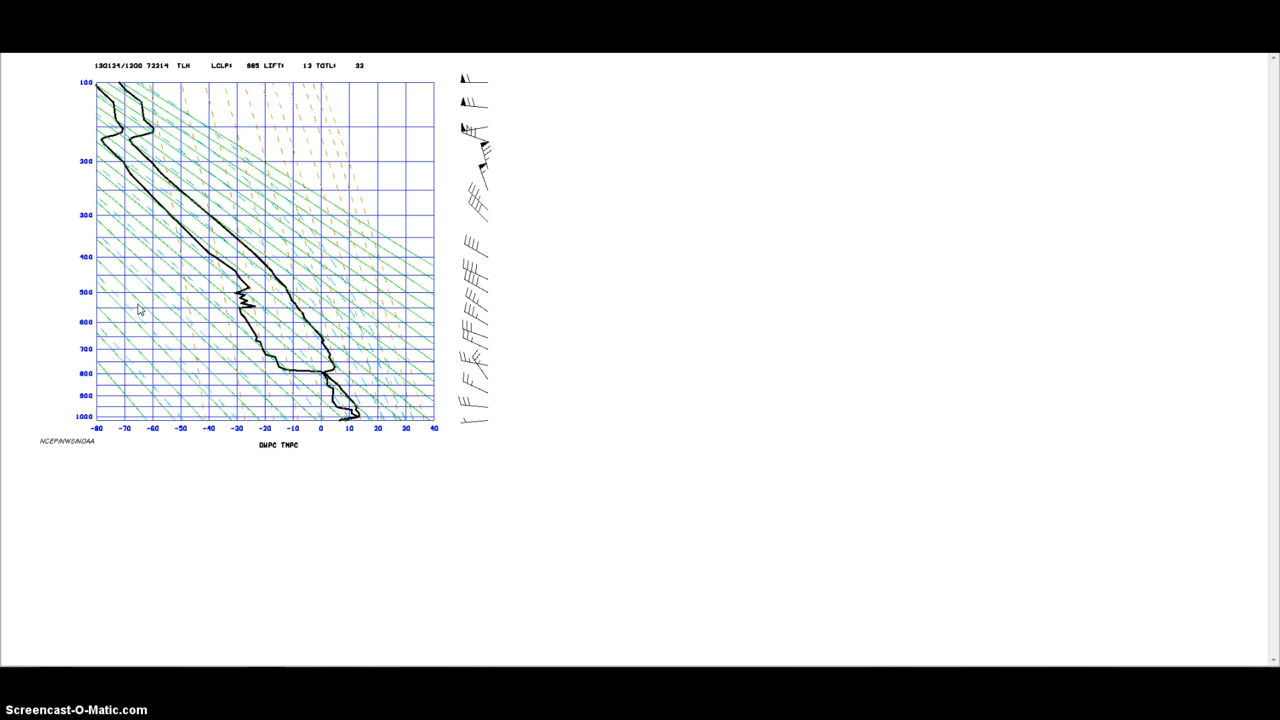 130124/1200 72214 TLH LCLP: 985 LIFT: 12 TOTL: 32
100
200
300
400
500
600
700
800
900
1000
-80 -70 -60 -50 -40 -30 -20 -10 0 10 20 30 40
NCEP/NWS/NOAA
DWPC TMPC
Screencast-O-Matic.com